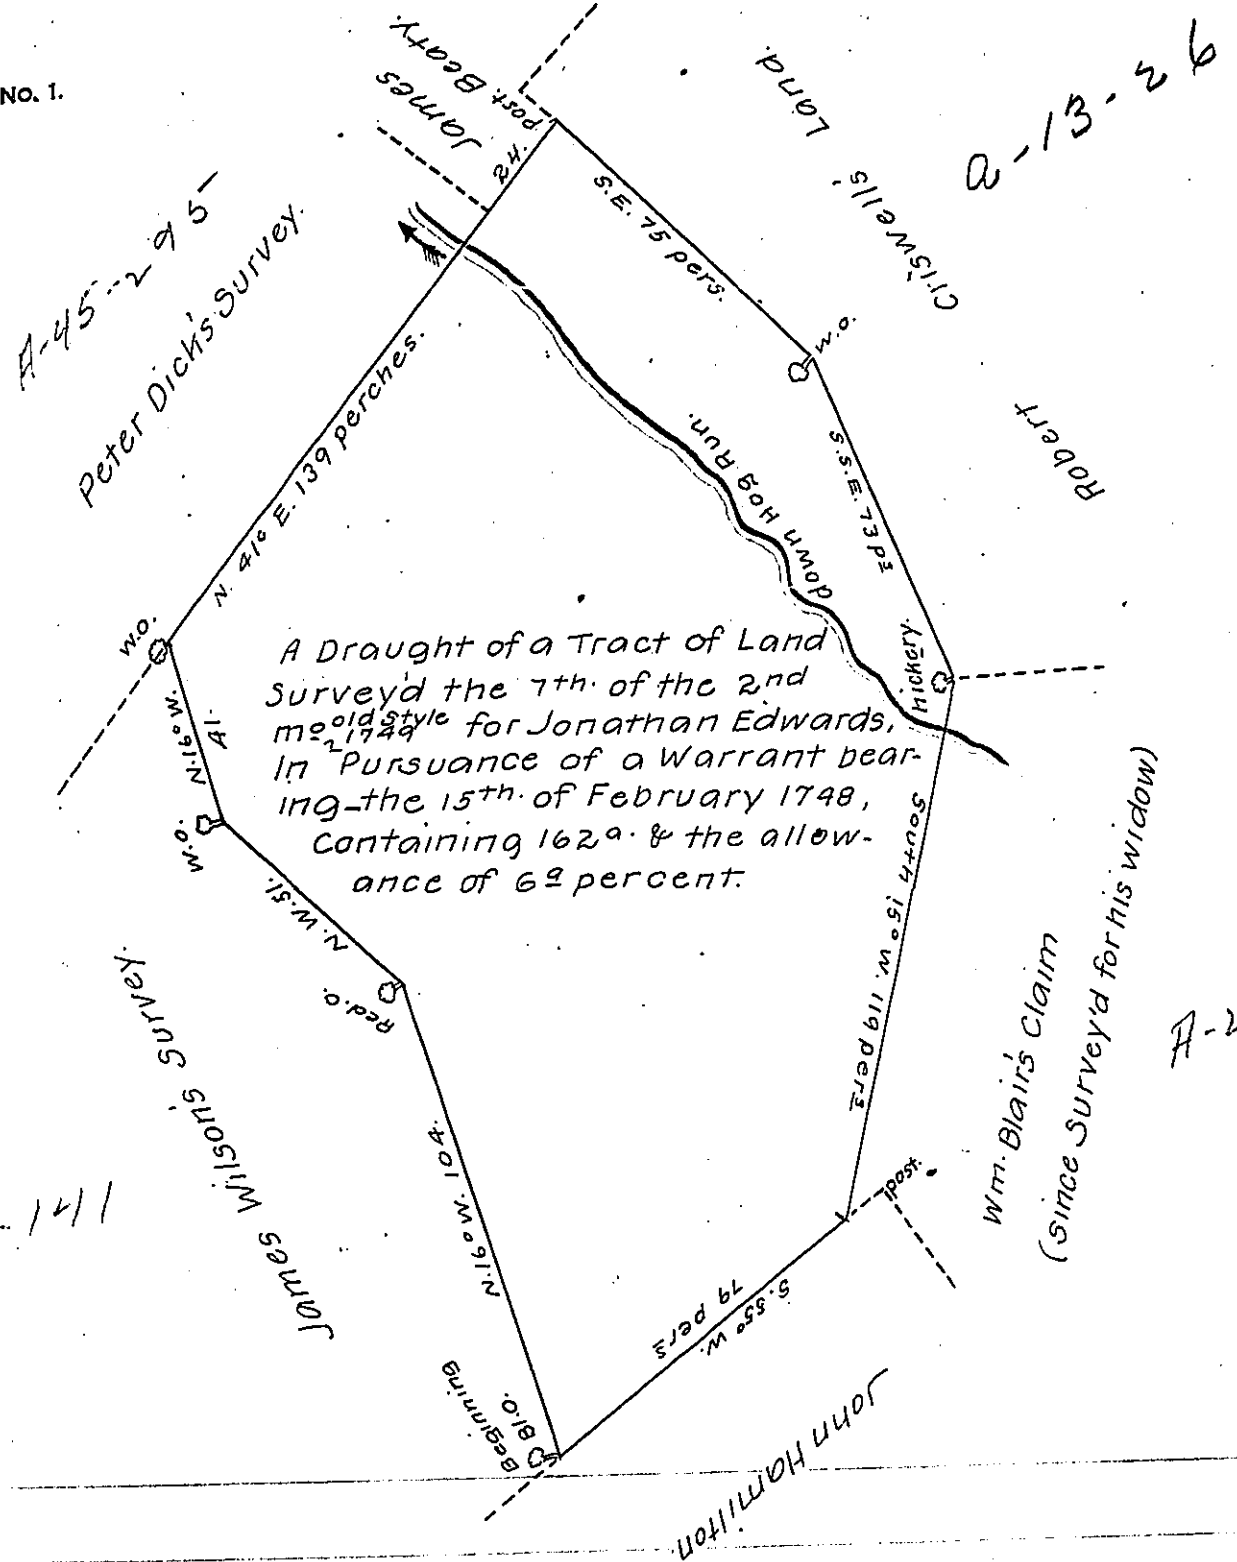 No. 1.
a-13-26
A-45-295
Peter Dick's Survey.
James
Beaty.
post.
24.
Robert
Criswells'
Land.
S.E. 75 pers.
w.o.
S.S.E. 73 ps
N. 41° E. 139 perches.
down Hog Run.
hickery.
w.o.
N.16° W.
41.
w.o.
N.W. 51.
Red.o.
A Draught of a Tract of Land
Survey'd the 7th. of the 2nd
mo old style 1749 for Jonathan Edwards,
In Pursuance of a Warrant bear-
ing the 15th. of February 1748,
Containing 162a. & the allow-
ance of 6a percent.
South 15° W. 119 pers
Wm. Blair's Claim
(since Survey'd for his widow)
A-2
James Wilson's Survey.
141
N.16° W. 104.
post.
S. 55° W.
79 pers
Beginning
Bl.o.
John Hamilton.